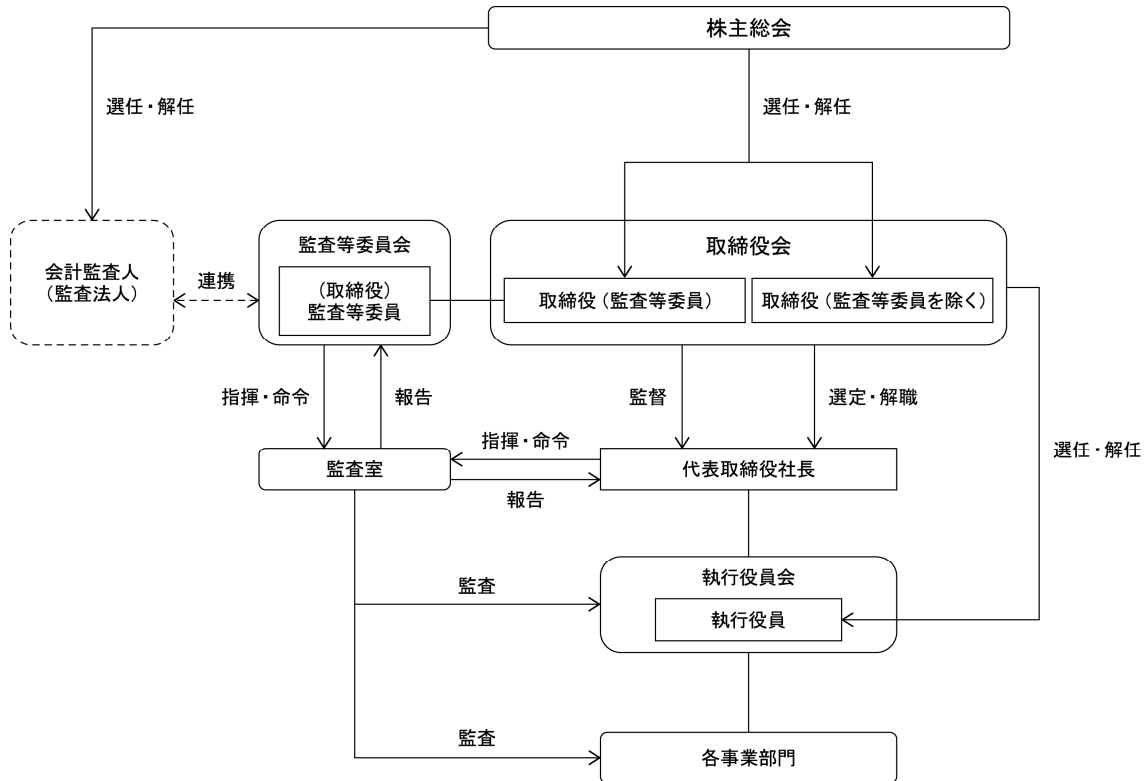 株主総会
選任・解任
選任・解任
会計監査人
(監査法人)
連携
監査等委員会
(取締役)
監査等委員
取締役会
取締役(監査等委員)
取締役(監査等委員を除く)
指揮・命令
報告
監督
選定・解職
選任・解任
監査室
指揮・命令
報告
代表取締役社長
監査
執行役員会
執行役員
監査
各事業部門